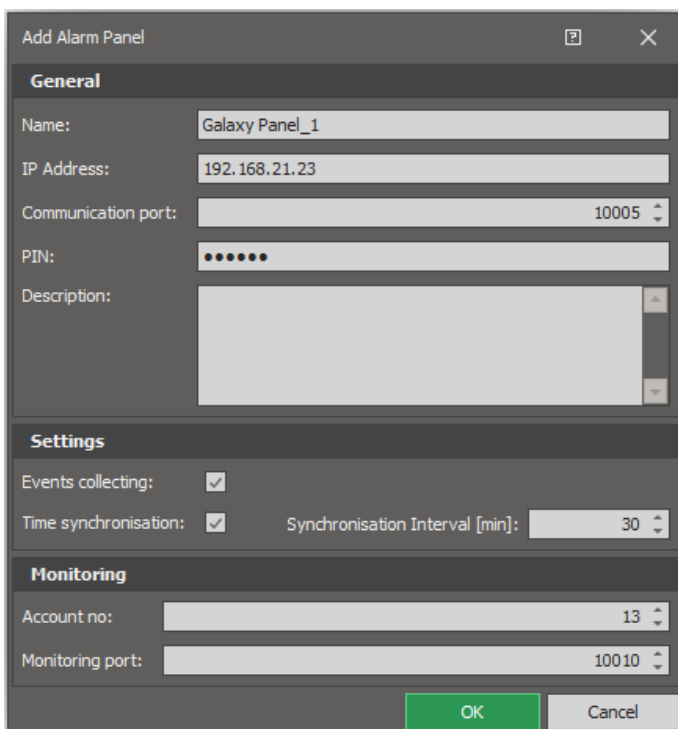 Add Alarm Panel
General
Name: Galaxy Panel_1
IP Address: 192.168.21.23
Communication port: 10005
PIN: ●●●●●●
Description:
Settings
Events collecting:
Time synchronisation: Synchronisation Interval [min]: 30
Monitoring
Account no: 13
Monitoring port: 10010
OK Cancel